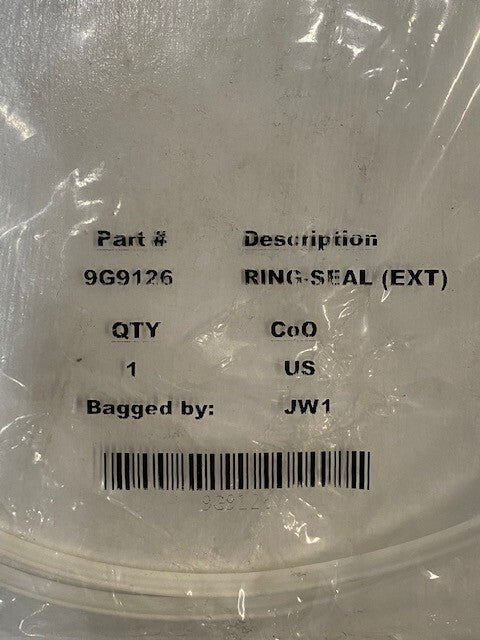 Part # Description
9G9126 RING-SEAL (EXT)
QTY CoO
1 US
Bagged by: JW1
9G9126